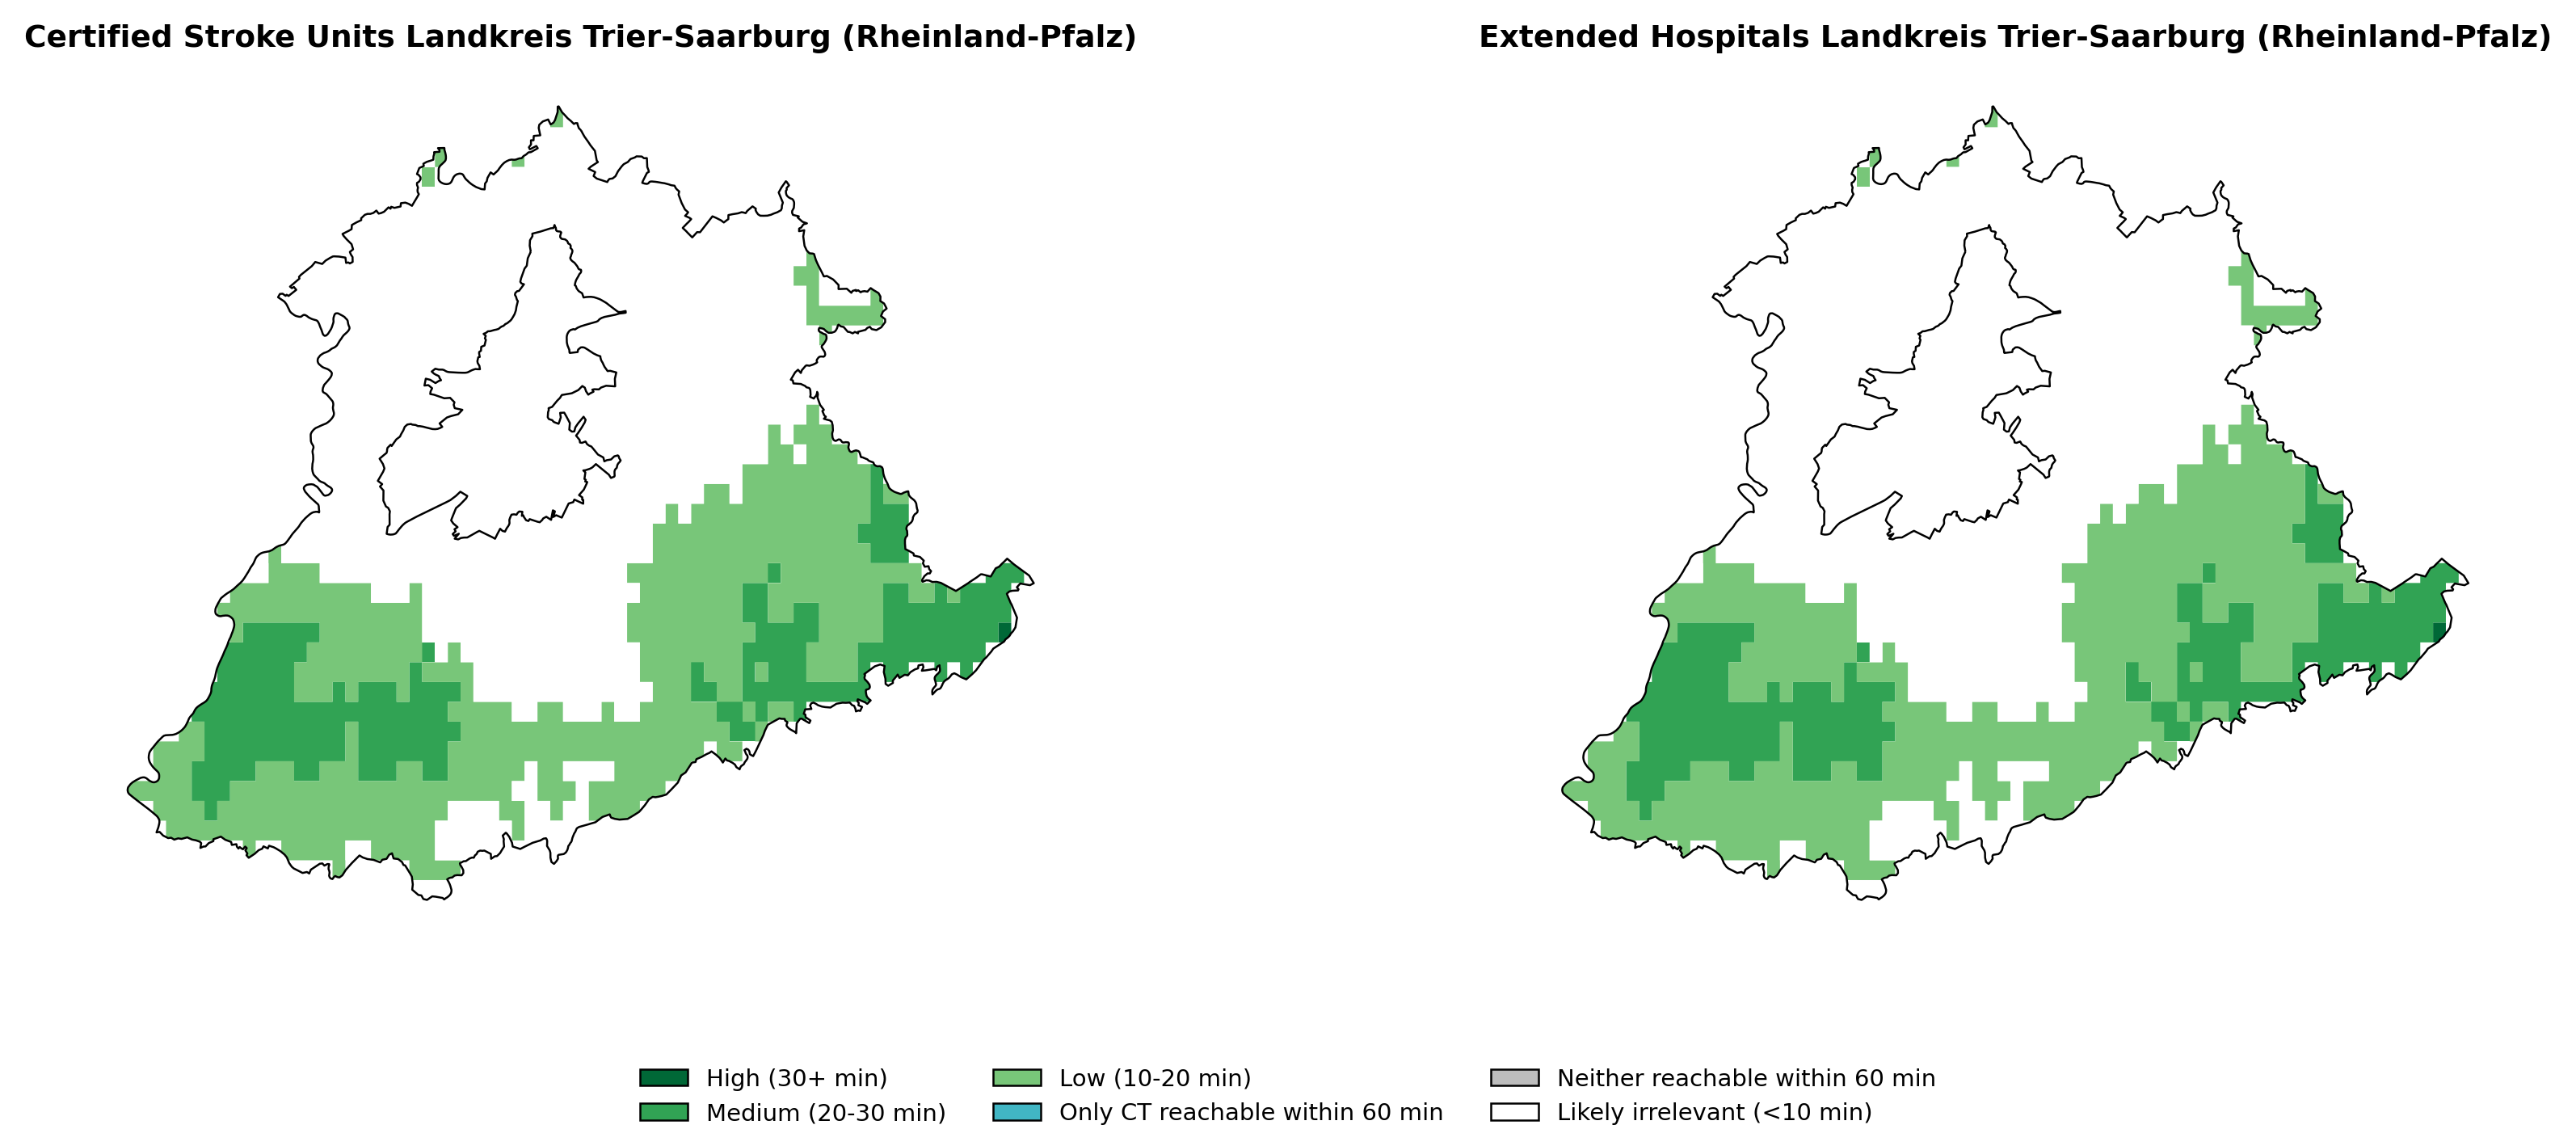 Certified Stroke Units Landkreis Trier-Saarburg (Rheinland-Pfalz)
Extended Hospitals Landkreis Trier-Saarburg (Rheinland-Pfalz)
High (30+ min)
Medium (20-30 min)
Low (10-20 min)
Only CT reachable within 60 min
Neither reachable within 60 min
Likely irrelevant (<10 min)